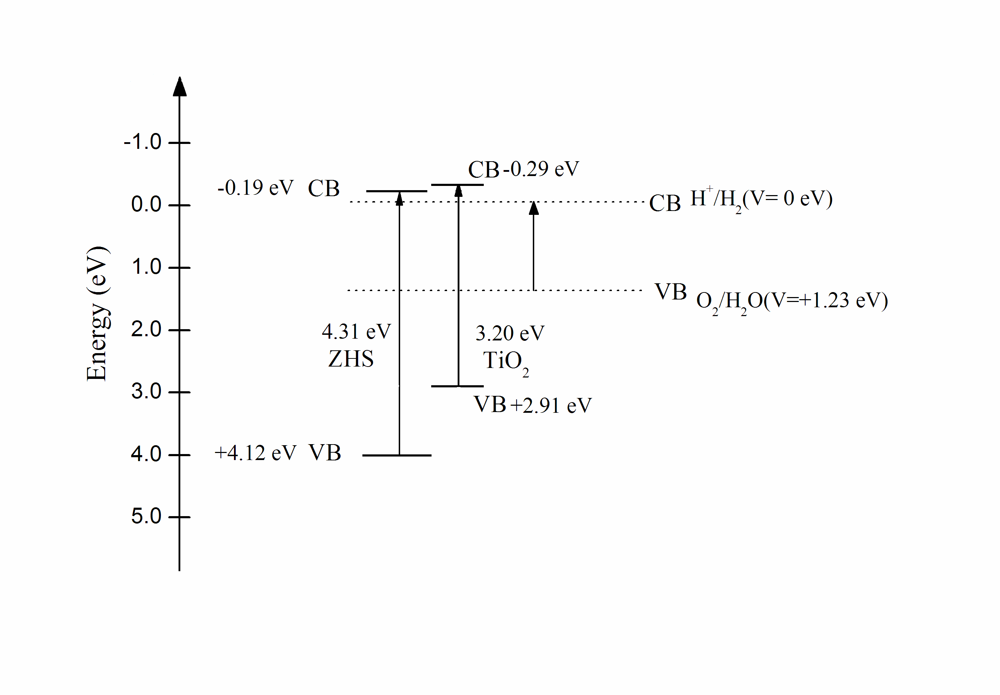 Energy (eV)
-1.0
0.0
1.0
2.0
3.0
4.0
5.0
-0.19 eV CB
CB -0.29 eV
CB H⁺/H₂(V= 0 eV)
VB O₂/H₂O(V=+1.23 eV)
4.31 eV
ZHS
3.20 eV
TiO₂
VB +2.91 eV
+4.12 eV VB